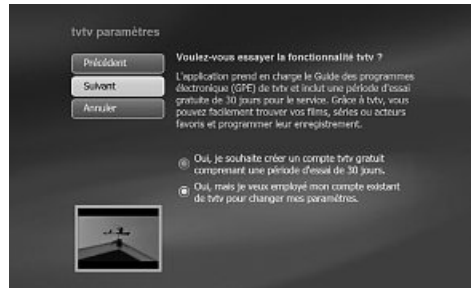 tvtv paramètres
Précédent
Suivant
Annuler
Voulez-vous essayer la fonctionnalité tvtv ?
L'application prend en charge le Guide des programmes
électronique (GPE) de tvtv et inclut une période d'essai
gratuite de 30 jours pour le service. Grâce à tvtv, vous
pouvez facilement trouver vos films, séries ou acteurs
favoris et programmer leur enregistrement.
Oui, je souhaite créer un compte tvtv gratuit
comprenant une période d'essai de 30 jours.
Oui, mais je veux employé mon compte existant
de tvtv pour changer mes paramètres.